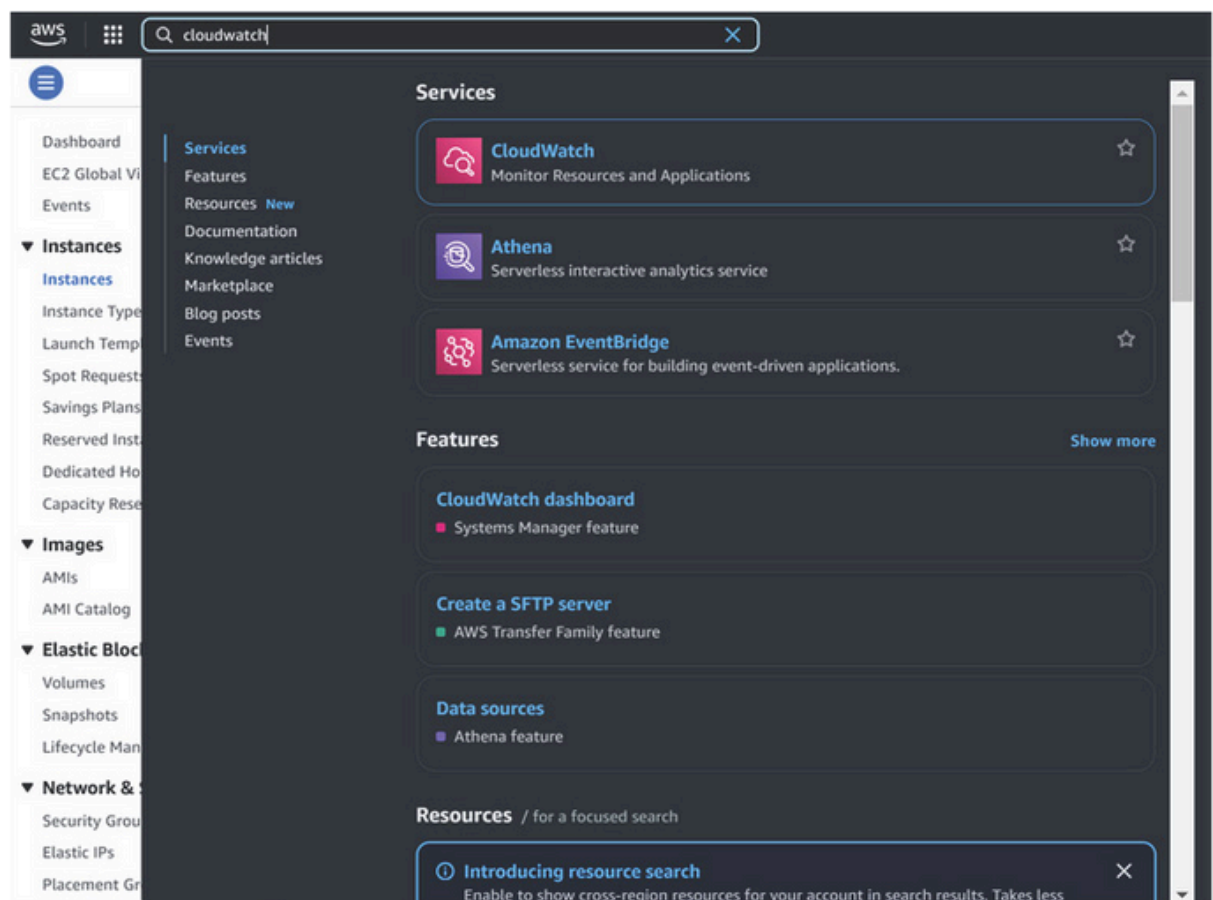 aws
cloudwatch
Dashboard
EC2 Global Vi
Events
Instances
Instances
Instance Type
Launch Templ
Spot Requests
Savings Plans
Reserved Inst
Dedicated Ho
Capacity Rese
Images
AMIs
AMI Catalog
Elastic Bloc
Volumes
Snapshots
Lifecycle Man
Network &
Security Grou
Elastic IPs
Placement Gr
Services
Features
Resources New
Documentation
Knowledge articles
Marketplace
Blog posts
Events
Services
CloudWatch
Monitor Resources and Applications
Athena
Serverless interactive analytics service
Amazon EventBridge
Serverless service for building event-driven applications.
Features Show more
CloudWatch dashboard
Systems Manager feature
Create a SFTP server
AWS Transfer Family feature
Data sources
Athena feature
Resources / for a focused search
Introducing resource search
Enable to show cross-region resources for your account in search results. Takes less